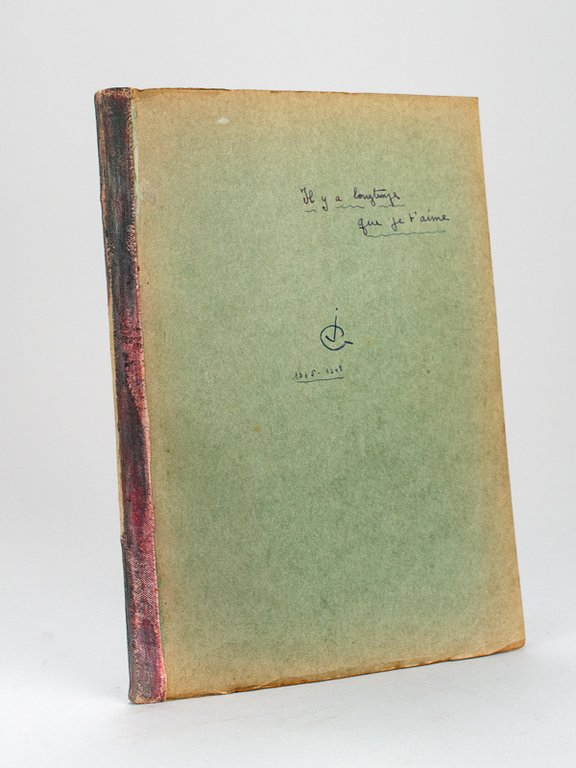 Il y a longtemps
que je t'aime